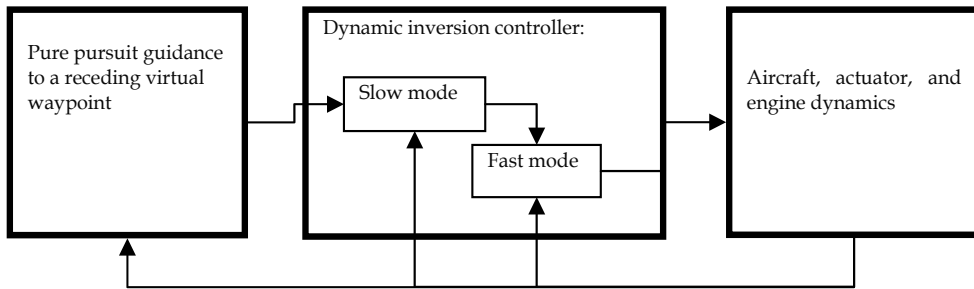 Pure pursuit guidance
to a receding virtual
waypoint
Dynamic inversion controller:
Slow mode
Fast mode
Aircraft, actuator, and
engine dynamics